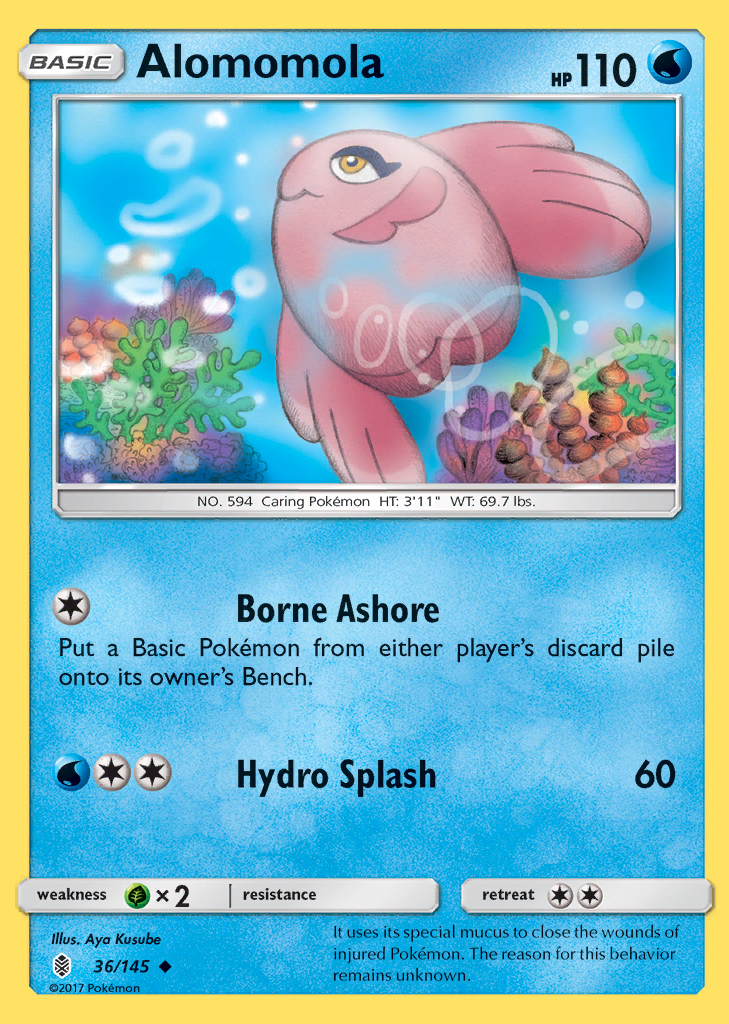 BASIC
Alomomola
HP 110
NO. 594 Caring Pokémon HT: 3'11" WT: 69.7 lbs.
Borne Ashore
Put a Basic Pokémon from either player's discard pile
onto its owner's Bench.
Hydro Splash 60
weakness ×2 resistance retreat
Illus. Aya Kusube
36/145
©2017 Pokémon
It uses its special mucus to close the wounds of
injured Pokémon. The reason for this behavior
remains unknown.